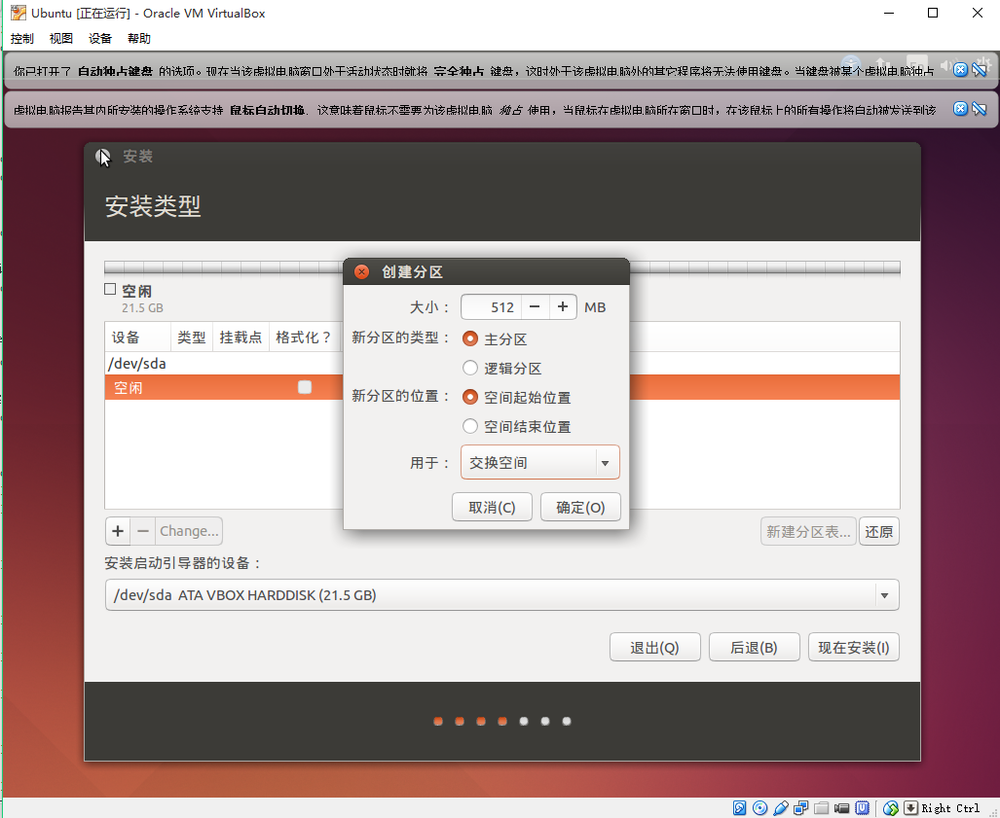 Ubuntu [正在运行] - Oracle VM VirtualBox
控制 视图 设备 帮助
你已打开了 自动独占键盘 的选项。现在当该虚拟电脑窗口处于活动状态时就将 完全独占 键盘，这时处于该虚拟电脑外的其它程序将无法使用键盘。当键盘被某个虚拟电脑独占
虚拟电脑报告其内所安装的操作系统支持 鼠标自动切换. 这意味着鼠标不需要为该虚拟电脑 独占 使用，当鼠标在虚拟电脑所在窗口时，在该鼠标上的所有操作将自动被发送到该
安装
安装类型
创建分区
大小： 512 − + MB
新分区的类型： 主分区
逻辑分区
新分区的位置： 空间起始位置
空间结束位置
用于： 交换空间
取消(C) 确定(O)
空闲
21.5 GB
设备 类型 挂载点 格式化？
/dev/sda
空闲
+ − Change... 新建分区表... 还原
安装启动引导器的设备：
/dev/sda ATA VBOX HARDDISK (21.5 GB)
退出(Q) 后退(B) 现在安装(I)
Right Ctrl